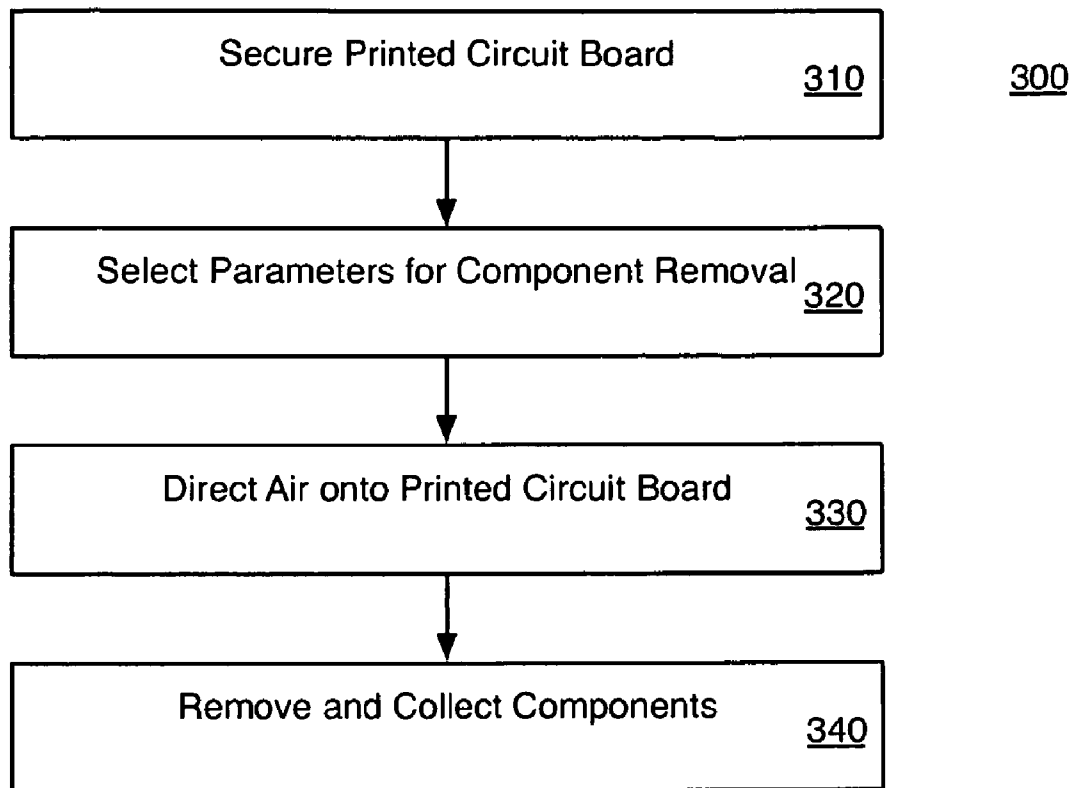 Secure Printed Circuit Board
310
300
Select Parameters for Component Removal
320
Direct Air onto Printed Circuit Board
330
Remove and Collect Components
340